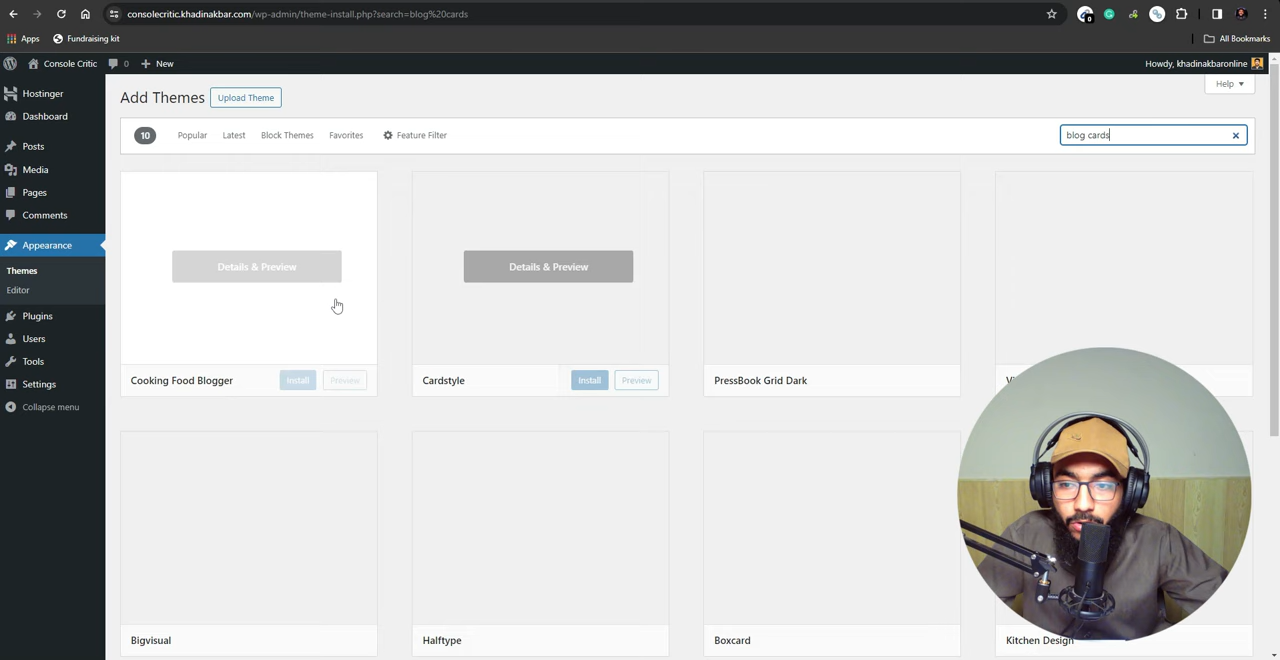 consolecritic.khadinakbar.com/wp-admin/theme-install.php?search=blog%20cards
0
Apps
Fundraising kit
All Bookmarks
Console Critic
0
New
Howdy, khadinakbaronline
Hostinger
Dashboard
Posts
Media
Pages
Comments
Appearance
Themes
Editor
Plugins
Users
Tools
Settings
Collapse menu
Add Themes
Upload Theme
Help
10
Popular
Latest
Block Themes
Favorites
Feature Filter
blog cards
Details & Preview
Details & Preview
Cooking Food Blogger
Install
Preview
Cardstyle
Install
Preview
PressBook Grid Dark
Bigvisual
Halftype
Boxcard
Kitchen Design